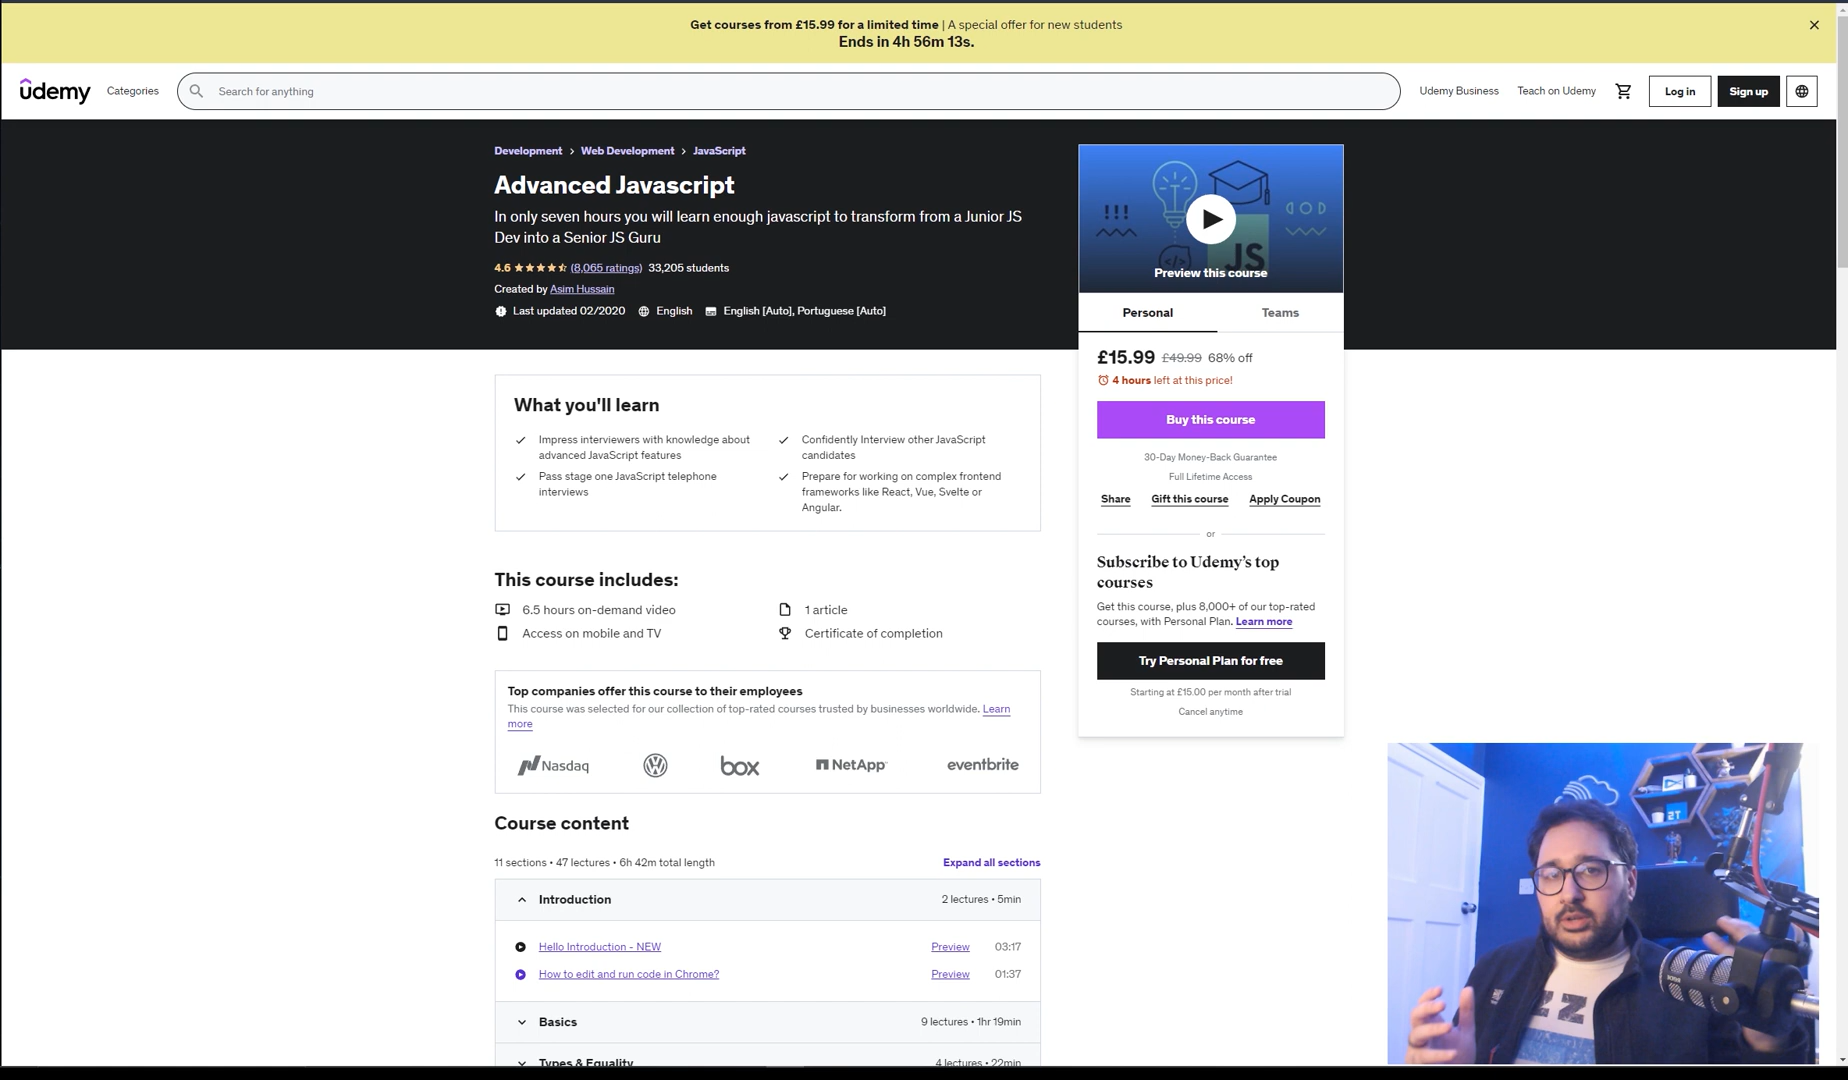 Get courses from £15.99 for a limited time | A special offer for new students
Ends in 4h 56m 13s.
udemy
Categories
Search for anything
Udemy Business
Teach on Udemy
Log in
Sign up
Development > Web Development > JavaScript
Advanced Javascript
In only seven hours you will learn enough javascript to transform from a Junior JS
Dev into a Senior JS Guru
4.6 (8,065 ratings) 33,205 students
Created by Asim Hussain
Last updated 02/2020 English English [Auto], Portuguese [Auto]
!!!
</>
JS
Preview this course
Personal
Teams
£15.99 £49.99 68% off
4 hours left at this price!
Buy this course
30-Day Money-Back Guarantee
Full Lifetime Access
Share
Gift this course
Apply Coupon
or
Subscribe to Udemy’s top
courses
Get this course, plus 8,000+ of our top-rated
courses, with Personal Plan. Learn more
Try Personal Plan for free
Starting at £15.00 per month after trial
Cancel anytime
What you'll learn
Impress interviewers with knowledge about
advanced JavaScript features
Pass stage one JavaScript telephone
interviews
Confidently Interview other JavaScript
candidates
Prepare for working on complex frontend
frameworks like React, Vue, Svelte or
Angular.
This course includes:
6.5 hours on-demand video
1 article
Access on mobile and TV
Certificate of completion
Top companies offer this course to their employees
This course was selected for our collection of top-rated courses trusted by businesses worldwide. Learn
more
Nasdaq
box
NetApp
eventbrite
Course content
11 sections • 47 lectures • 6h 42m total length
Expand all sections
Introduction
2 lectures • 5min
Hello Introduction - NEW
Preview
03:17
How to edit and run code in Chrome?
Preview
01:37
Basics
9 lectures • 1hr 19min
Types & Equality
4 lectures • 22min